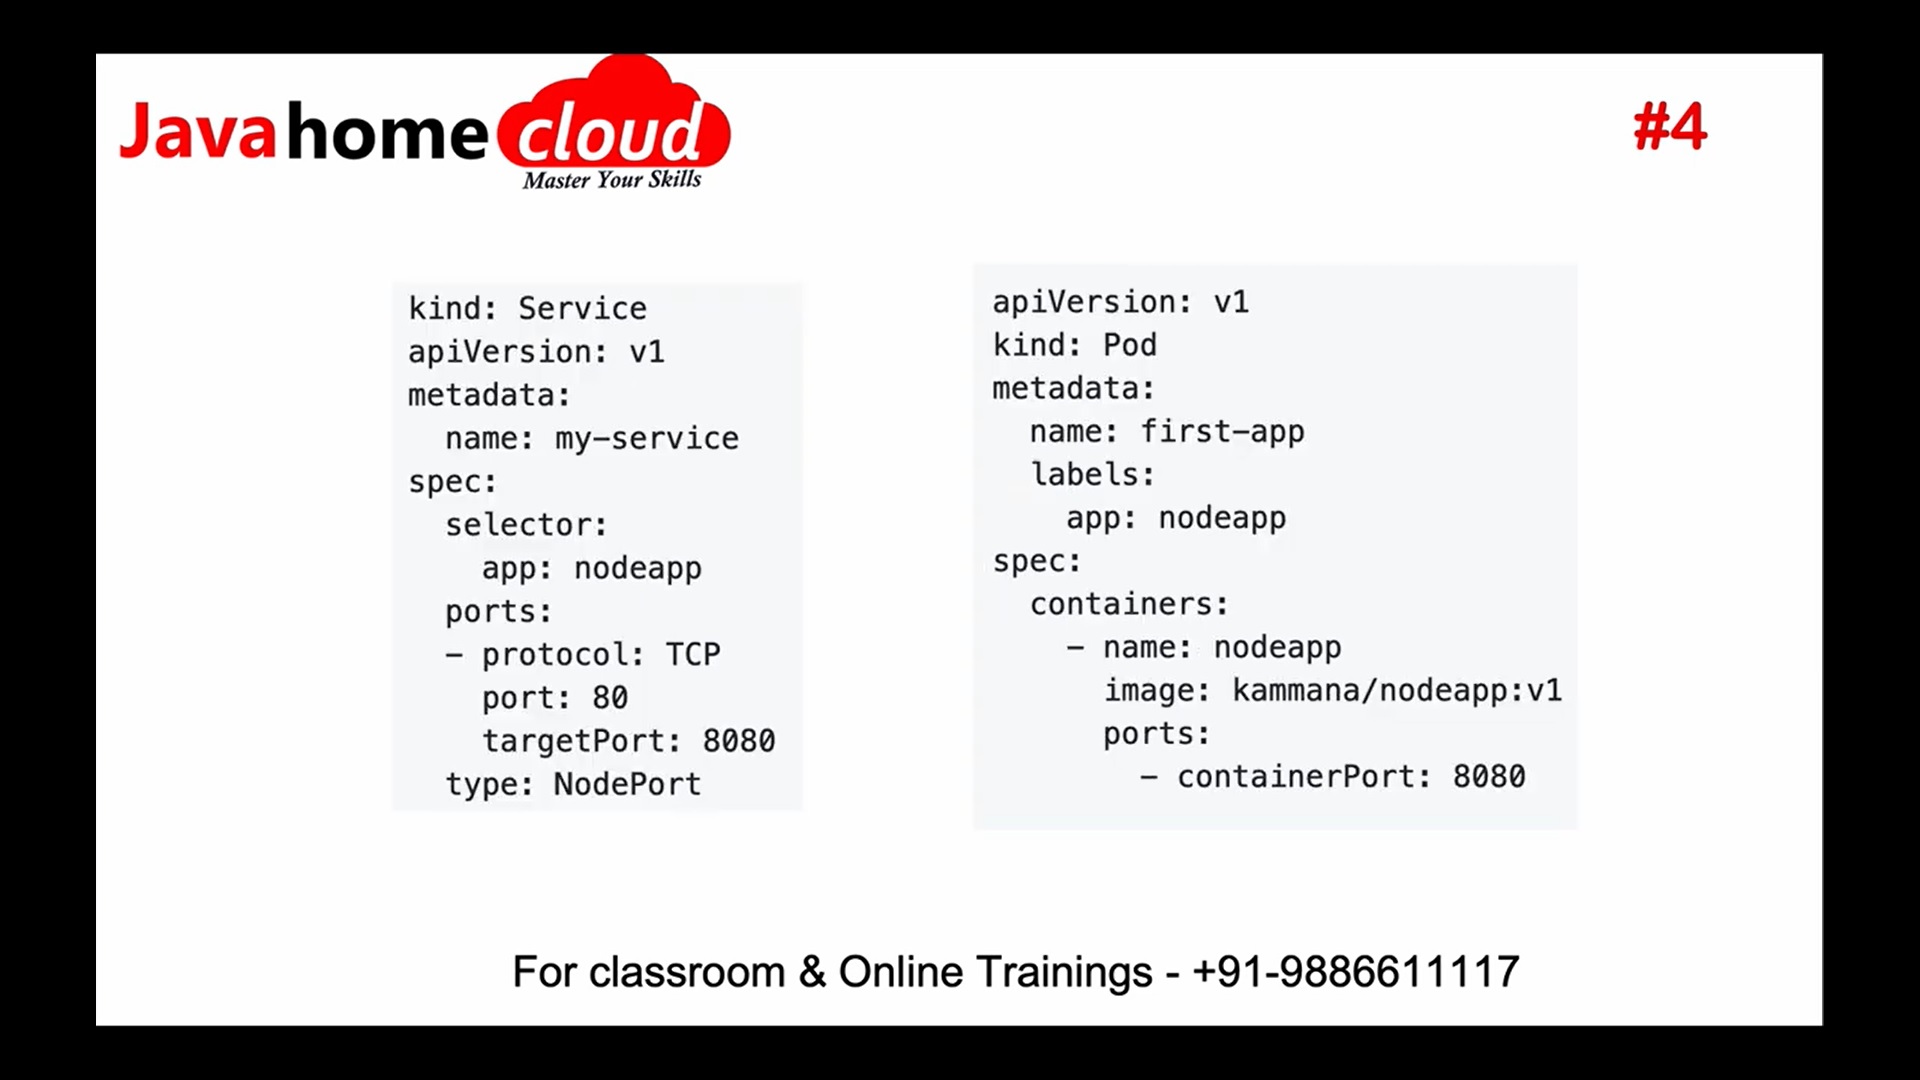 Javahome cloud
Master Your Skills
#4
kind: Service
apiVersion: v1
metadata:
  name: my-service
spec:
  selector:
    app: nodeapp
  ports:
  - protocol: TCP
    port: 80
    targetPort: 8080
  type: NodePort
apiVersion: v1
kind: Pod
metadata:
  name: first-app
  labels:
    app: nodeapp
spec:
  containers:
    - name: nodeapp
      image: kammana/nodeapp:v1
      ports:
        - containerPort: 8080
For classroom & Online Trainings - +91-9886611117